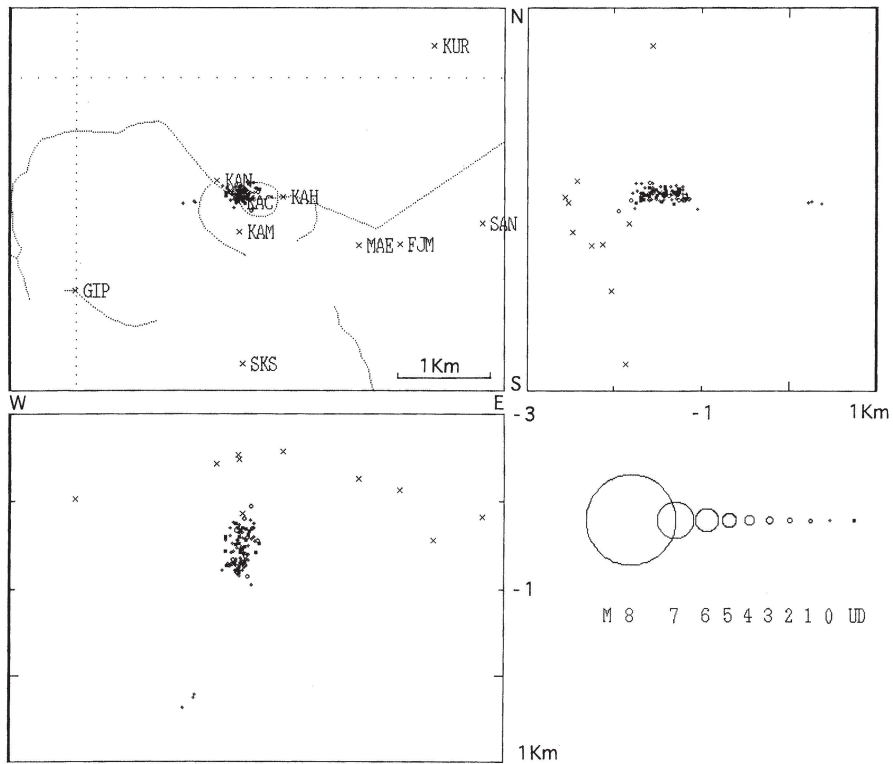 N
KUR
KAN
KAC
KAH
KAM
MAE
FJM
SAN
GIP
SKS
1Km
S
W
E
-3
-1
1Km
-1
1Km
M 8 7 6 5 4 3 2 1 0 UD